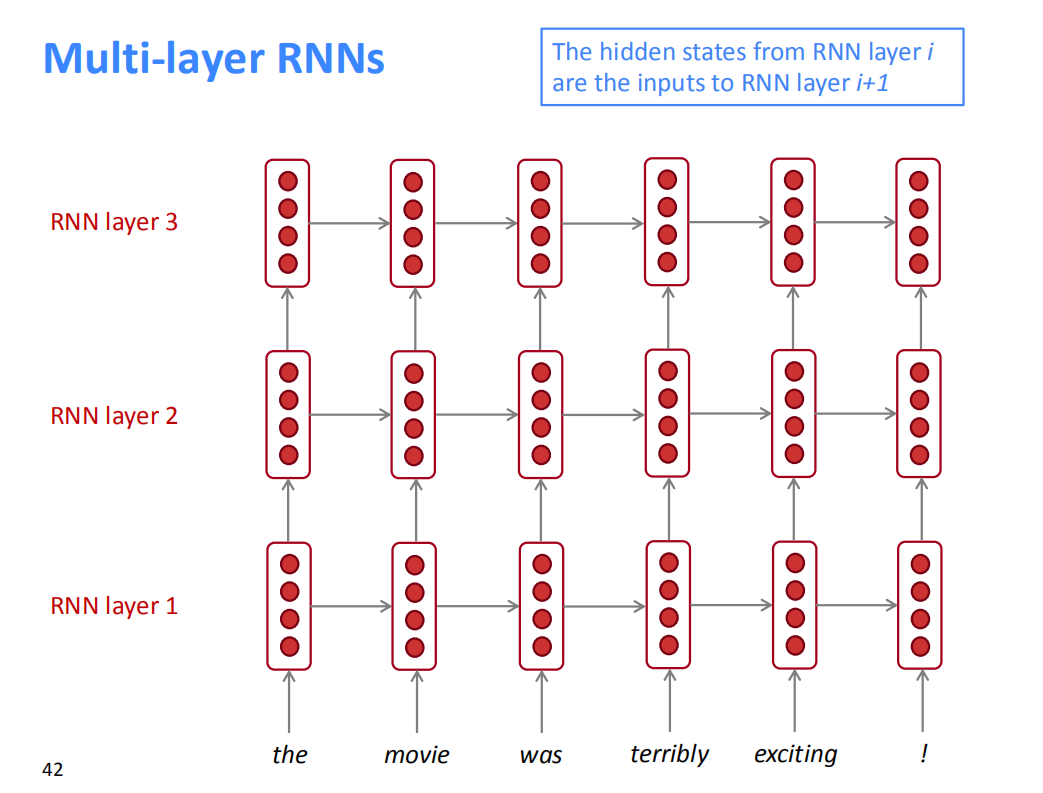 Multi-layer RNNs
The hidden states from RNN layer i
are the inputs to RNN layer i+1
RNN layer 3
RNN layer 2
RNN layer 1
the movie was terribly exciting !
42